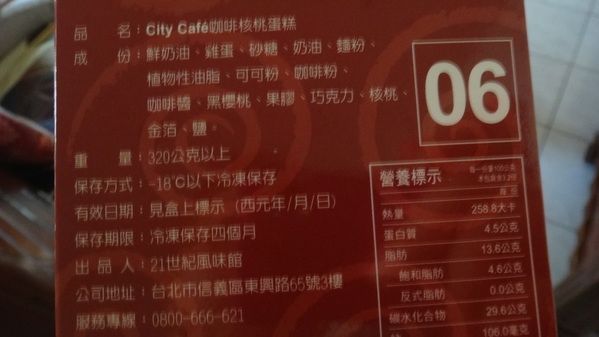 品名：City Café咖啡核桃蛋糕
成份：鮮奶油、雞蛋、砂糖、奶油、麵粉、
植物性油脂、可可粉、咖啡粉、
咖啡醬、黑櫻桃、果膠、巧克力、核桃、
金箔、鹽。
重量：320公克以上
保存方式：-18℃以下冷凍保存
有效日期：見盒上標示（西元年/月/日）
保存期限：冷凍保存四個月
出品人：21世紀風味館
公司地址：台北市信義區東興路65號3樓
服務專線：0800-666-621
06
營養標示
熱量 258.8大卡
蛋白質 4.5公克
脂肪 13.6公克
飽和脂肪 4.6公克
反式脂肪 0.0公克
碳水化合物 29.6公克
106.0毫克